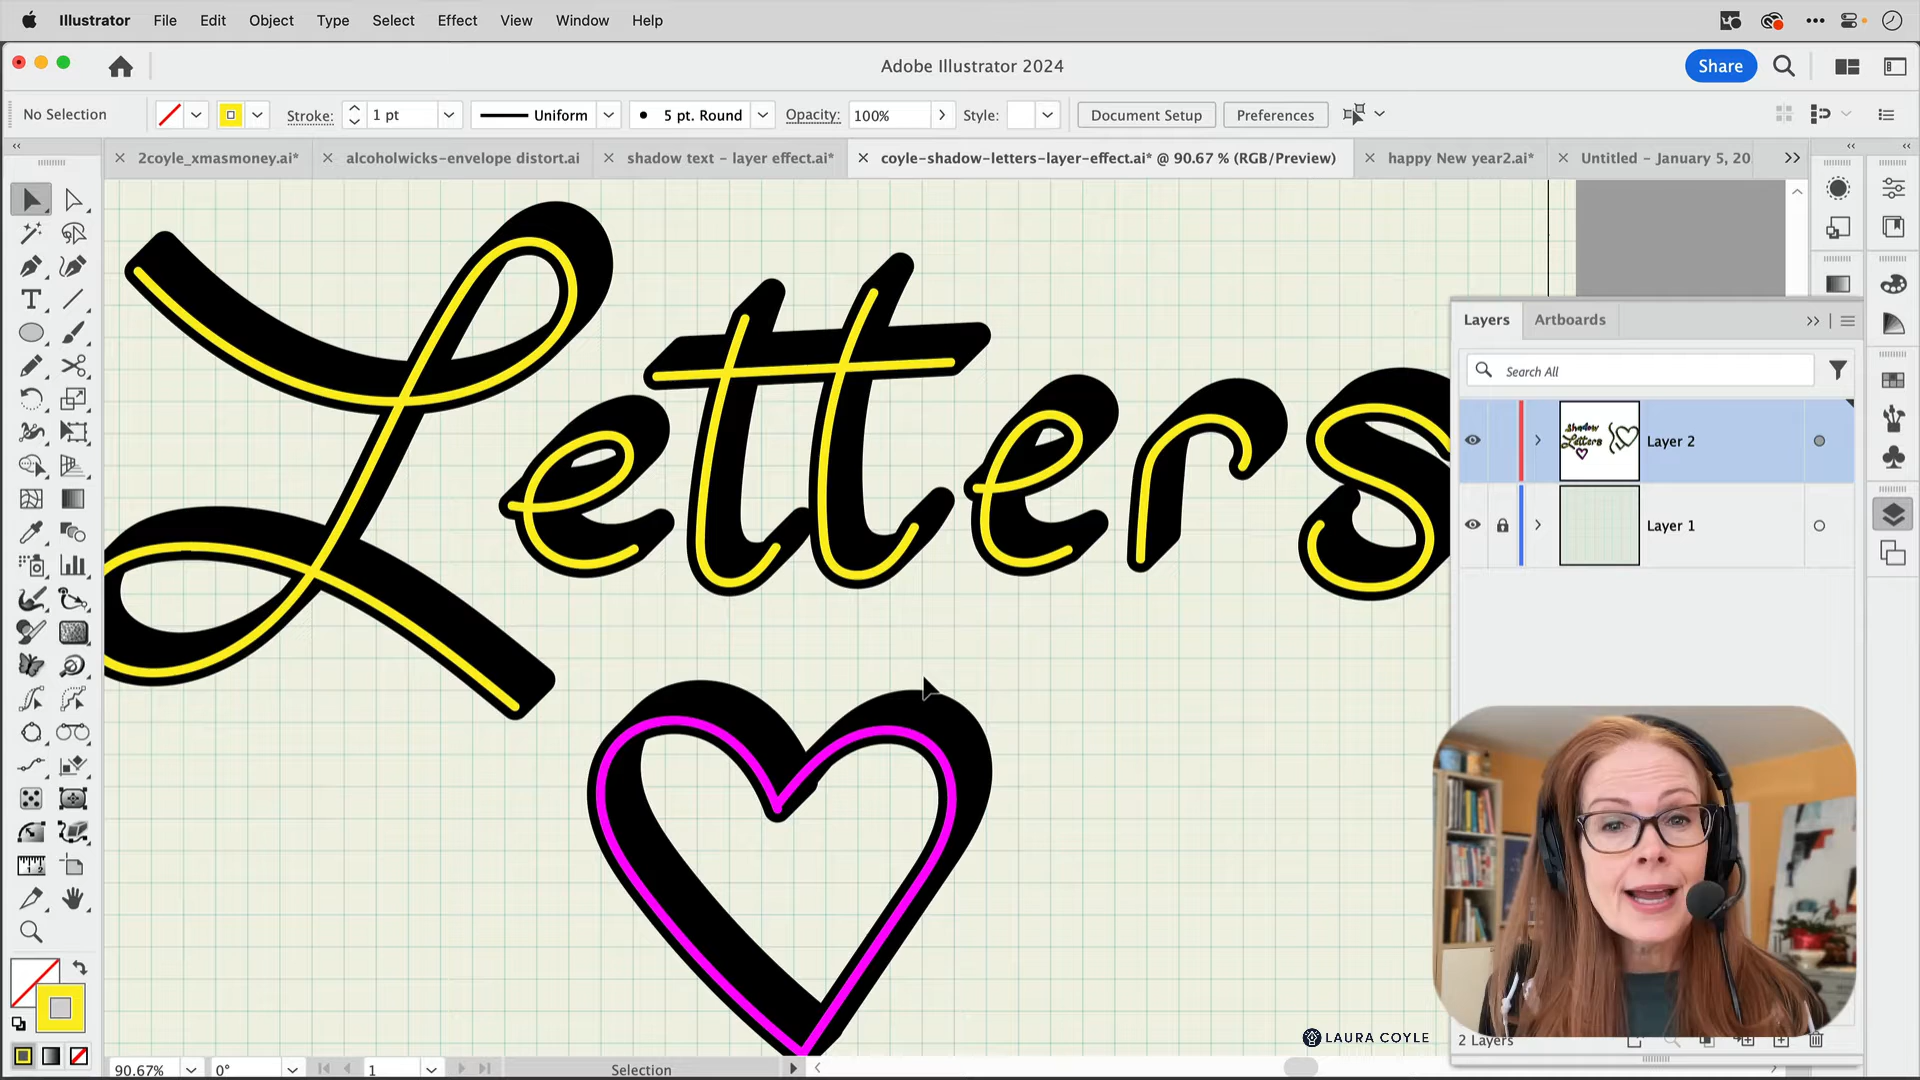 Illustrator File Edit Object Type Select Effect View Window Help
Adobe Illustrator 2024
Share
No Selection Stroke: 1 pt Uniform 5 pt. Round Opacity: 100% Style: Document Setup Preferences
2coyle_xmasmoney.ai* alcoholwicks-envelope distort.ai shadow text - layer effect.ai* coyle-shadow-letters-layer-effect.ai* @ 90.67 % (RGB/Preview) happy New year2.ai* Untitled - January 5, 20
Letters
Layers Artboards
Search All
Shadow
Letters
Layer 2
Layer 1
LAURA COYLE
2 Layers
90.67% 0° 1 Selection